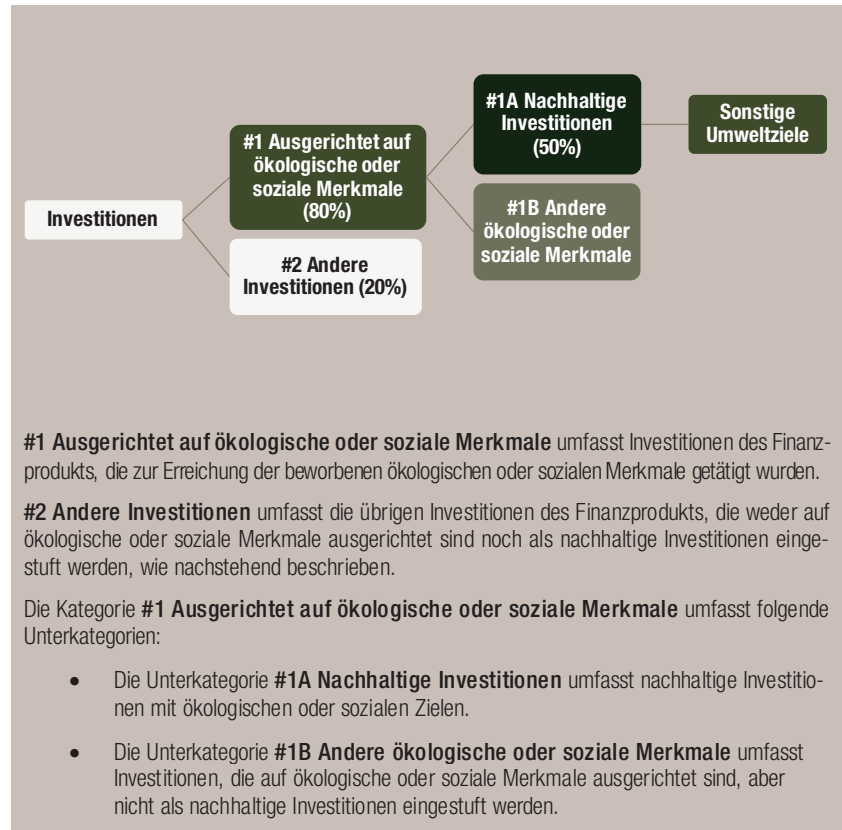 #1A Nachhaltige
Investitionen
(50%)
Sonstige
Umweltziele
#1 Ausgerichtet auf
ökologische oder
soziale Merkmale
(80%)
Investitionen
#1B Andere
ökologische oder
soziale Merkmale
#2 Andere
Investitionen (20%)
#1 Ausgerichtet auf ökologische oder soziale Merkmale umfasst Investitionen des Finanz-
produkts, die zur Erreichung der beworbenen ökologischen oder sozialen Merkmale getätigt wurden.
#2 Andere Investitionen umfasst die übrigen Investitionen des Finanzprodukts, die weder auf
ökologische oder soziale Merkmale ausgerichtet sind noch als nachhaltige Investitionen einge-
stuft werden, wie nachstehend beschrieben.
Die Kategorie #1 Ausgerichtet auf ökologische oder soziale Merkmale umfasst folgende
Unterkategorien:
• Die Unterkategorie #1A Nachhaltige Investitionen umfasst nachhaltige Investitio-
nen mit ökologischen oder sozialen Zielen.
• Die Unterkategorie #1B Andere ökologische oder soziale Merkmale umfasst
Investitionen, die auf ökologische oder soziale Merkmale ausgerichtet sind, aber
nicht als nachhaltige Investitionen eingestuft werden.